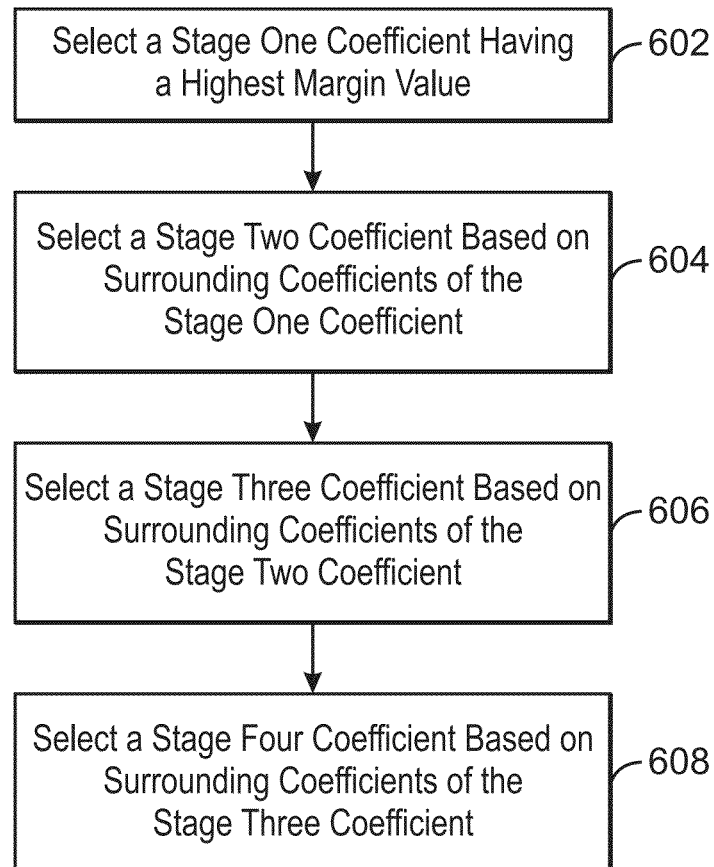 Select a Stage One Coefficient Having
a Highest Margin Value
602
Select a Stage Two Coefficient Based on
Surrounding Coefficients of the
Stage One Coefficient
604
Select a Stage Three Coefficient Based on
Surrounding Coefficients of the
Stage Two Coefficient
606
Select a Stage Four Coefficient Based on
Surrounding Coefficients of the
Stage Three Coefficient
608